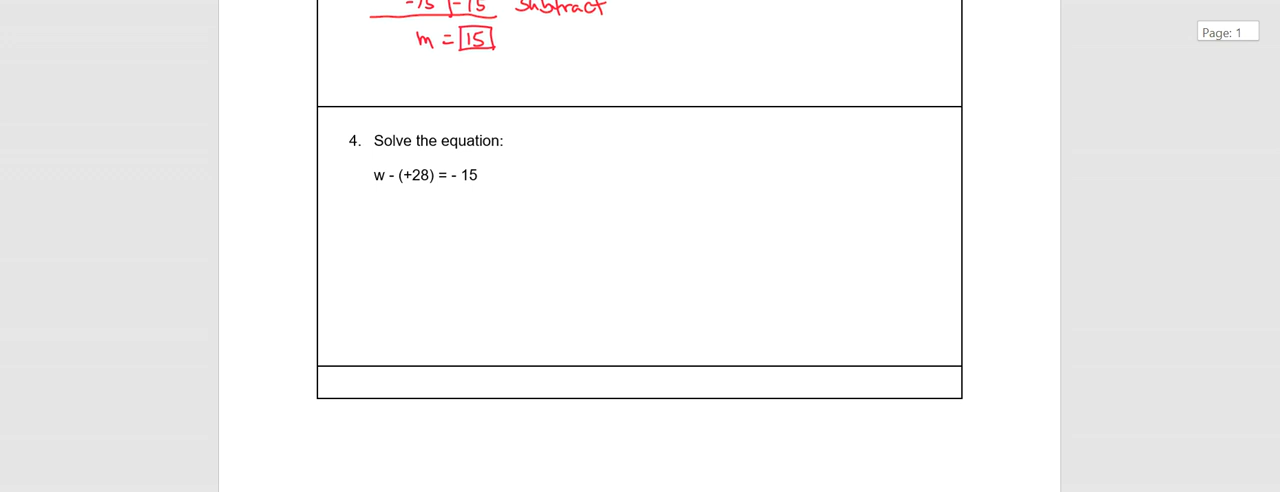 -15 | -15 Subtract
m = 15
Page: 1
4. Solve the equation:
w - (+28) = - 15